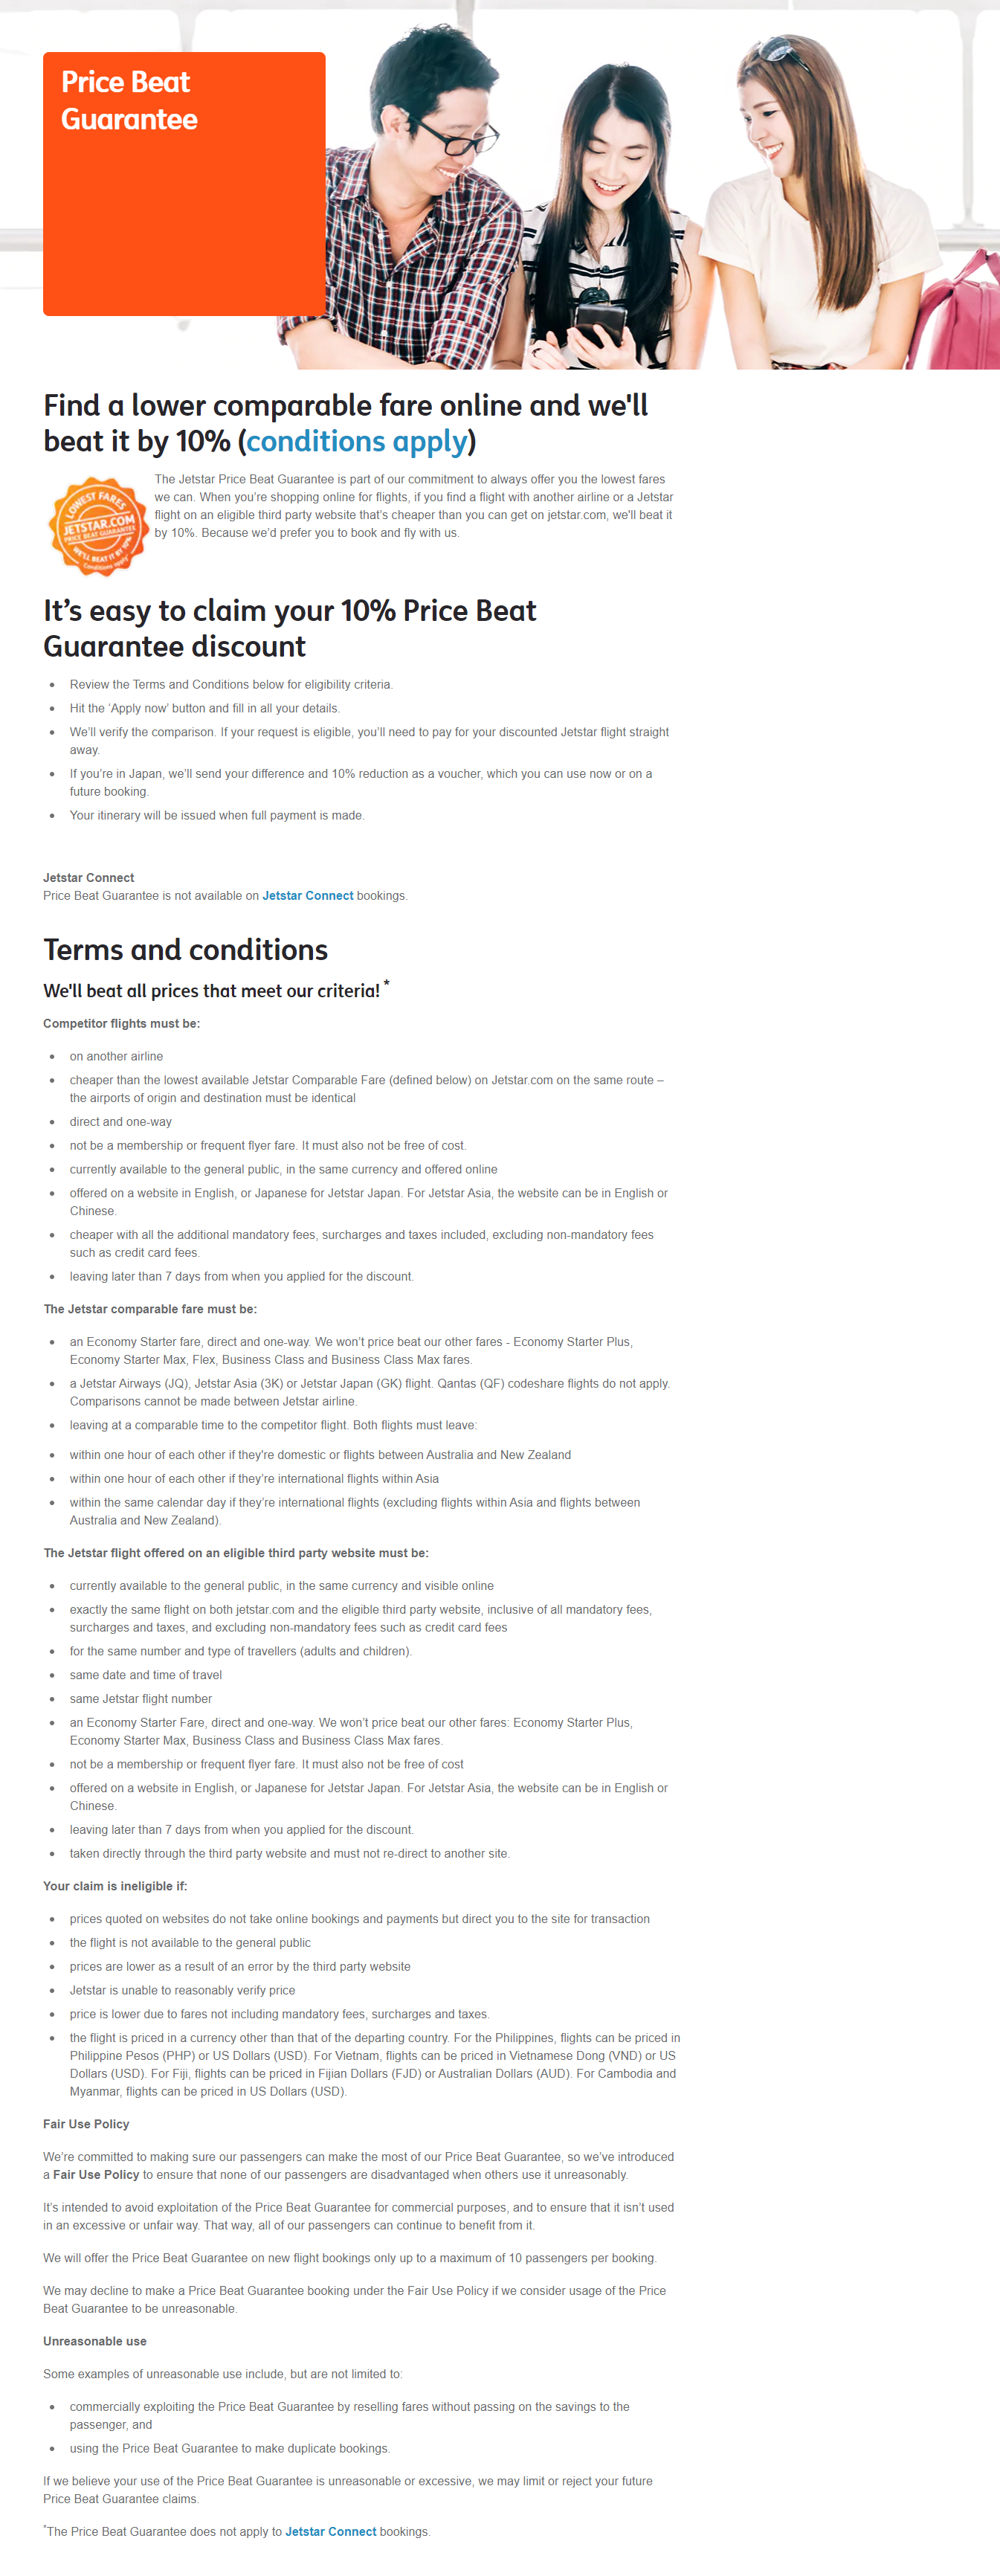 Price Beat
Guarantee
Find a lower comparable fare online and we'll
beat it by 10% (conditions apply)
LOWEST FARES
JETSTAR.COM
PRICE BEAT GUARANTEE
WE'LL BEAT IT BY 10%
Conditions apply
The Jetstar Price Beat Guarantee is part of our commitment to always offer you the lowest fares
we can. When you’re shopping online for flights, if you find a flight with another airline or a Jetstar
flight on an eligible third party website that’s cheaper than you can get on jetstar.com, we'll beat it
by 10%. Because we’d prefer you to book and fly with us.
It’s easy to claim your 10% Price Beat
Guarantee discount
• Review the Terms and Conditions below for eligibility criteria.
• Hit the ‘Apply now’ button and fill in all your details.
• We’ll verify the comparison. If your request is eligible, you’ll need to pay for your discounted Jetstar flight straight
away.
• If you’re in Japan, we’ll send your difference and 10% reduction as a voucher, which you can use now or on a
future booking.
• Your itinerary will be issued when full payment is made.
Jetstar Connect
Price Beat Guarantee is not available on Jetstar Connect bookings.
Terms and conditions
We'll beat all prices that meet our criteria! *
Competitor flights must be:
• on another airline
• cheaper than the lowest available Jetstar Comparable Fare (defined below) on Jetstar.com on the same route –
the airports of origin and destination must be identical
• direct and one-way
• not be a membership or frequent flyer fare. It must also not be free of cost.
• currently available to the general public, in the same currency and offered online
• offered on a website in English, or Japanese for Jetstar Japan. For Jetstar Asia, the website can be in English or
Chinese.
• cheaper with all the additional mandatory fees, surcharges and taxes included, excluding non-mandatory fees
such as credit card fees.
• leaving later than 7 days from when you applied for the discount.
The Jetstar comparable fare must be:
• an Economy Starter fare, direct and one-way. We won’t price beat our other fares - Economy Starter Plus,
Economy Starter Max, Flex, Business Class and Business Class Max fares.
• a Jetstar Airways (JQ), Jetstar Asia (3K) or Jetstar Japan (GK) flight. Qantas (QF) codeshare flights do not apply.
Comparisons cannot be made between Jetstar airline.
• leaving at a comparable time to the competitor flight. Both flights must leave:
• within one hour of each other if they're domestic or flights between Australia and New Zealand
• within one hour of each other if they’re international flights within Asia
• within the same calendar day if they’re international flights (excluding flights within Asia and flights between
Australia and New Zealand).
The Jetstar flight offered on an eligible third party website must be:
• currently available to the general public, in the same currency and visible online
• exactly the same flight on both jetstar.com and the eligible third party website, inclusive of all mandatory fees,
surcharges and taxes, and excluding non-mandatory fees such as credit card fees
• for the same number and type of travellers (adults and children).
• same date and time of travel
• same Jetstar flight number
• an Economy Starter Fare, direct and one-way. We won’t price beat our other fares: Economy Starter Plus,
Economy Starter Max, Business Class and Business Class Max fares.
• not be a membership or frequent flyer fare. It must also not be free of cost
• offered on a website in English, or Japanese for Jetstar Japan. For Jetstar Asia, the website can be in English or
Chinese.
• leaving later than 7 days from when you applied for the discount.
• taken directly through the third party website and must not re-direct to another site.
Your claim is ineligible if:
• prices quoted on websites do not take online bookings and payments but direct you to the site for transaction
• the flight is not available to the general public
• prices are lower as a result of an error by the third party website
• Jetstar is unable to reasonably verify price
• price is lower due to fares not including mandatory fees, surcharges and taxes.
• the flight is priced in a currency other than that of the departing country. For the Philippines, flights can be priced in
Philippine Pesos (PHP) or US Dollars (USD). For Vietnam, flights can be priced in Vietnamese Dong (VND) or US
Dollars (USD). For Fiji, flights can be priced in Fijian Dollars (FJD) or Australian Dollars (AUD). For Cambodia and
Myanmar, flights can be priced in US Dollars (USD).
Fair Use Policy
We’re committed to making sure our passengers can make the most of our Price Beat Guarantee, so we’ve introduced
a Fair Use Policy to ensure that none of our passengers are disadvantaged when others use it unreasonably.
It’s intended to avoid exploitation of the Price Beat Guarantee for commercial purposes, and to ensure that it isn’t used
in an excessive or unfair way. That way, all of our passengers can continue to benefit from it.
We will offer the Price Beat Guarantee on new flight bookings only up to a maximum of 10 passengers per booking.
We may decline to make a Price Beat Guarantee booking under the Fair Use Policy if we consider usage of the Price
Beat Guarantee to be unreasonable.
Unreasonable use
Some examples of unreasonable use include, but are not limited to:
• commercially exploiting the Price Beat Guarantee by reselling fares without passing on the savings to the
passenger, and
• using the Price Beat Guarantee to make duplicate bookings.
If we believe your use of the Price Beat Guarantee is unreasonable or excessive, we may limit or reject your future
Price Beat Guarantee claims.
*The Price Beat Guarantee does not apply to Jetstar Connect bookings.